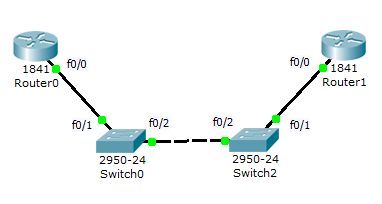 f0/0
1841
Router0
f0/0
1841
Router1
f0/1
f0/2
2950-24
Switch0
f0/2
f0/1
2950-24
Switch2